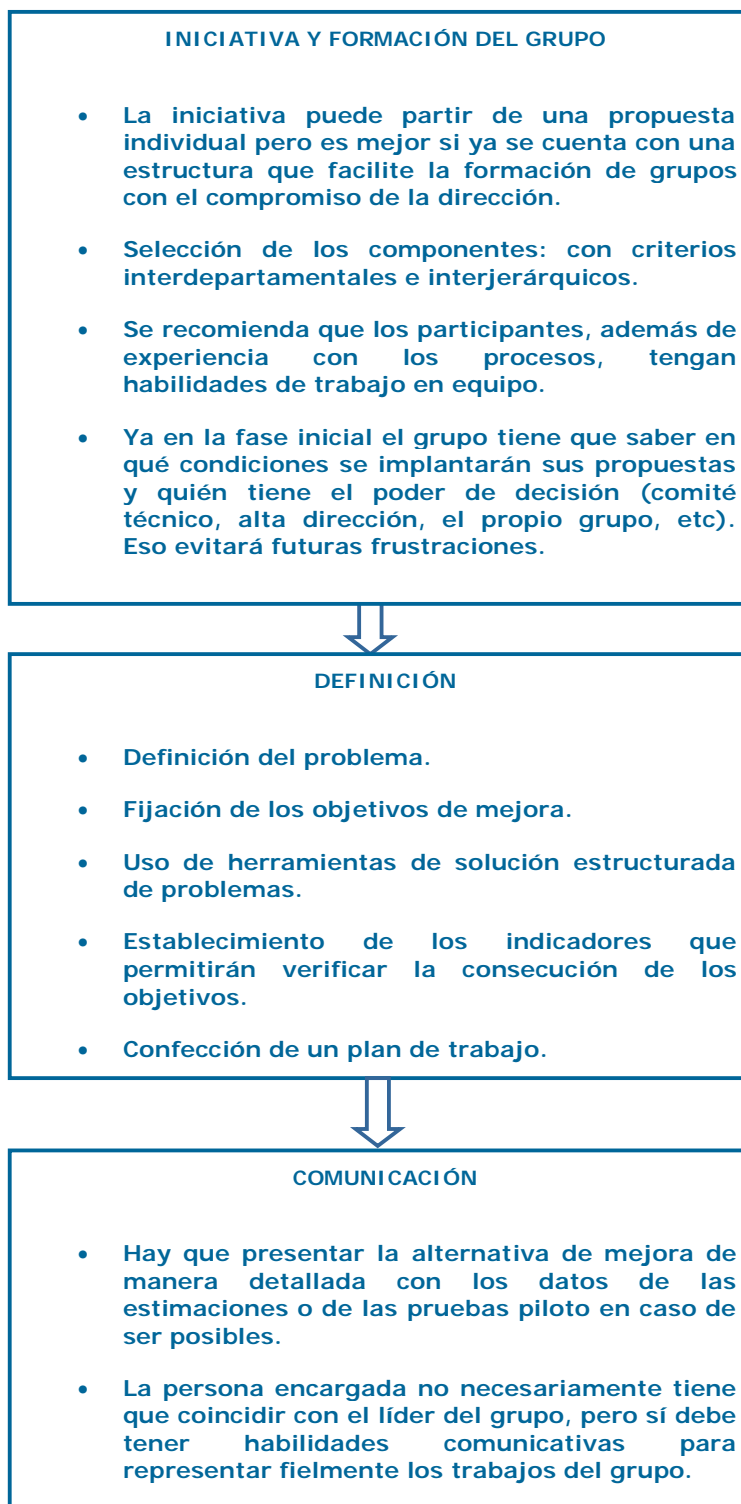 INICIATIVA Y FORMACIÓN DEL GRUPO
• La iniciativa puede partir de una propuesta
individual pero es mejor si ya se cuenta con una
estructura que facilite la formación de grupos
con el compromiso de la dirección.
• Selección de los componentes: con criterios
interdepartamentales e interjerárquicos.
• Se recomienda que los participantes, además de
experiencia con los procesos, tengan
habilidades de trabajo en equipo.
• Ya en la fase inicial el grupo tiene que saber en
qué condiciones se implantarán sus propuestas
y quién tiene el poder de decisión (comité
técnico, alta dirección, el propio grupo, etc).
Eso evitará futuras frustraciones.
DEFINICIÓN
• Definición del problema.
• Fijación de los objetivos de mejora.
• Uso de herramientas de solución estructurada
de problemas.
• Establecimiento de los indicadores que
permitirán verificar la consecución de los
objetivos.
• Confección de un plan de trabajo.
COMUNICACIÓN
• Hay que presentar la alternativa de mejora de
manera detallada con los datos de las
estimaciones o de las pruebas piloto en caso de
ser posibles.
• La persona encargada no necesariamente tiene
que coincidir con el líder del grupo, pero sí debe
tener habilidades comunicativas para
representar fielmente los trabajos del grupo.